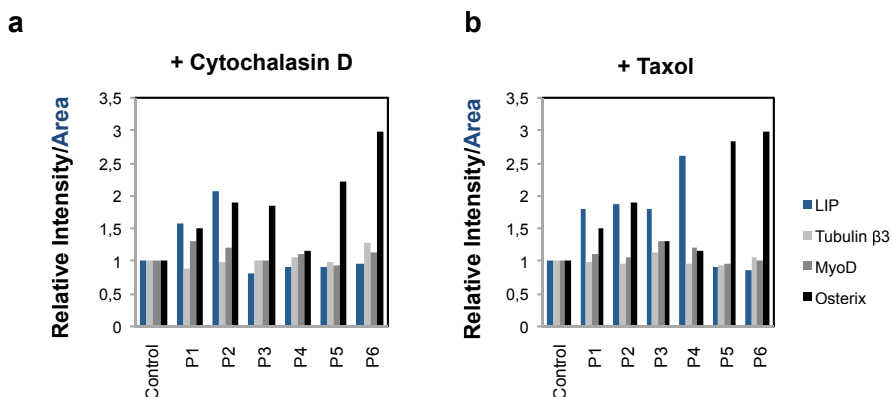 a
+ Cytochalasin D
Relative Intensity/Area
3,5
3
2,5
2
1,5
1
0,5
0
Control
P1
P2
P3
P4
P5
P6
b
+ Taxol
Relative Intensity/Area
3,5
3
2,5
2
1,5
1
0,5
0
Control
P1
P2
P3
P4
P5
P6
LIP
Tubulin β3
MyoD
Osterix